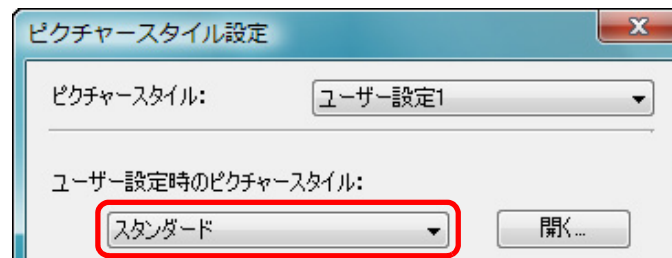 ピクチャースタイル設定
ピクチャースタイル: ユーザー設定1
ユーザー設定時のピクチャースタイル:
スタンダード 開く...